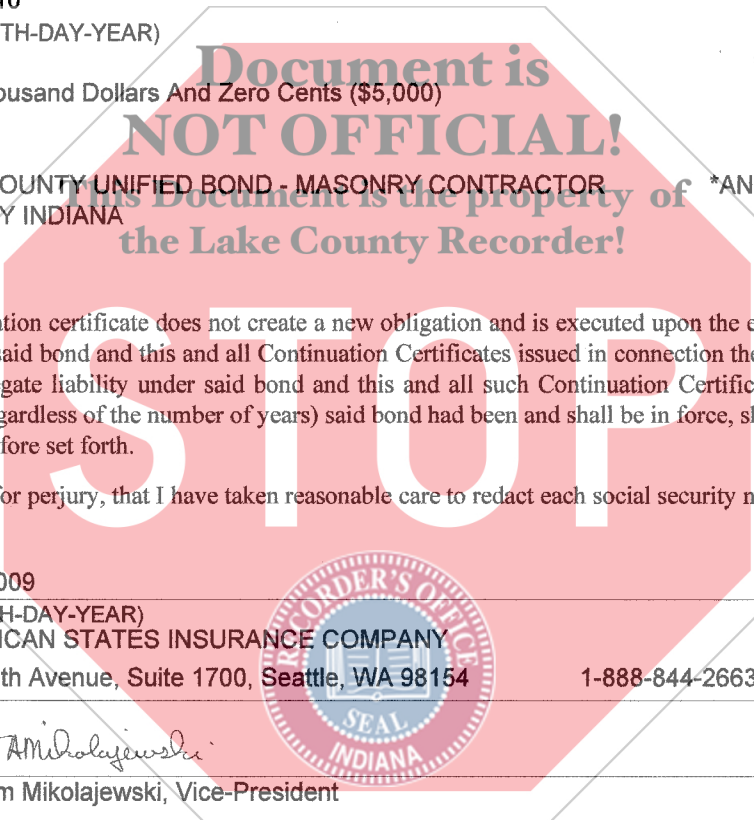 TH-DAY-YEAR)
Document is
ousand Dollars And Zero Cents ($5,000)
NOT OFFICIAL!
OUNTY UNIFIED BOND - MASONRY CONTRACTOR *AN
This Document is the property of
Y INDIANA
the Lake County Recorder!
ation certificate does not create a new obligation and is executed upon the e
said bond and this and all Continuation Certificates issued in connection the
gate liability under said bond and this and all such Continuation Certific
gardless of the number of years) said bond had been and shall be in force, s
fore set forth.
STOP
for perjury, that I have taken reasonable care to redact each social security n
009
H-DAY-YEAR)
ICAN STATES INSURANCE COMPANY
th Avenue, Suite 1700, Seattle, WA 98154 1-888-844-2663
RECORDER'S OFFICE
SEAL
INDIANA
AMikolajewski
m Mikolajewski, Vice-President